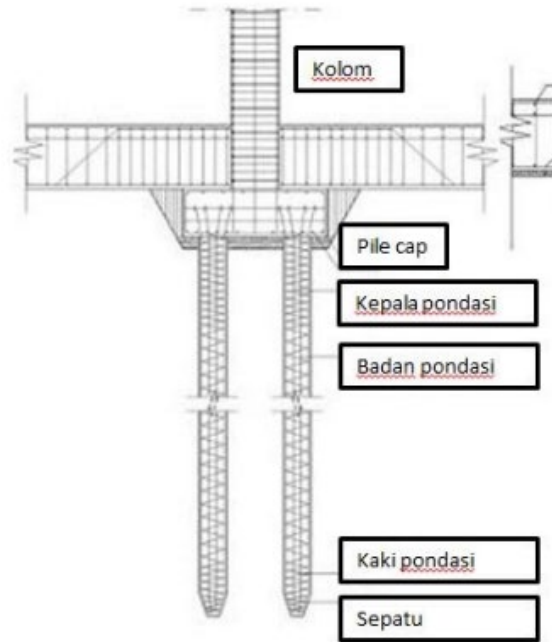 Kolom
Pile cap
Kepala pondasi
Badan pondasi
Kaki pondasi
Sepatu